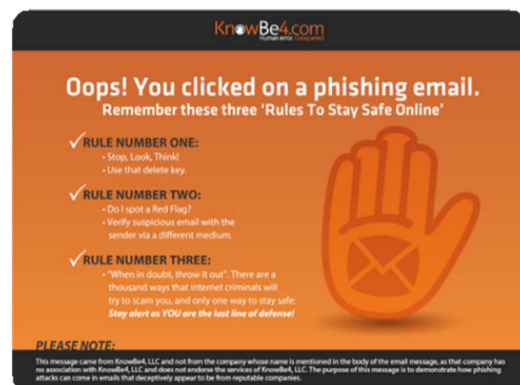 KnowBe4.com
Human error. Conquered.
Oops! You clicked on a phishing email.
Remember these three ‘Rules To Stay Safe Online’
RULE NUMBER ONE:
• Stop, Look, Think!
• Use that delete key.
RULE NUMBER TWO:
• Do I spot a Red Flag?
• Verify suspicious email with the
sender via a different medium.
RULE NUMBER THREE:
• “When in doubt, throw it out”. There are a
thousand ways that internet criminals will
try to scam you, and only one way to stay safe:
Stay alert as YOU are the last line of defense!
PLEASE NOTE:
This message came from KnowBe4, LLC and not from the company whose name is mentioned in the body of the email message, as that company has
no association with KnowBe4, LLC and does not endorse the services of KnowBe4, LLC. The purpose of this message is to demonstrate how phishing
attacks can come in emails that deceptively appear to be from reputable companies.